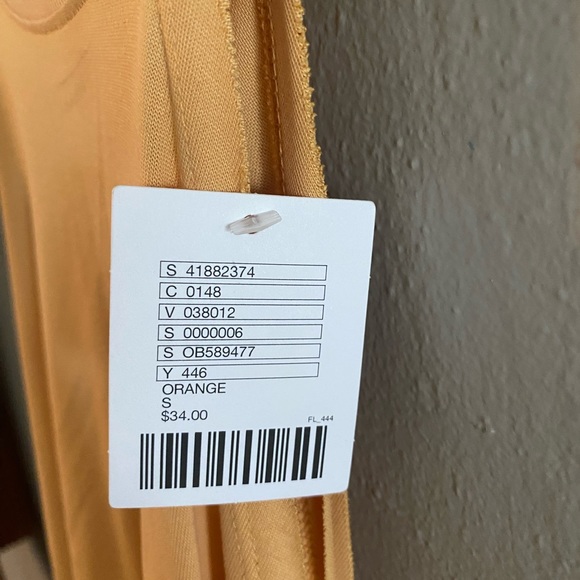 S 41882374
C 0148
V 038012
S 0000006
S OB589477
Y 446
ORANGE
S
$34.00
FL_444